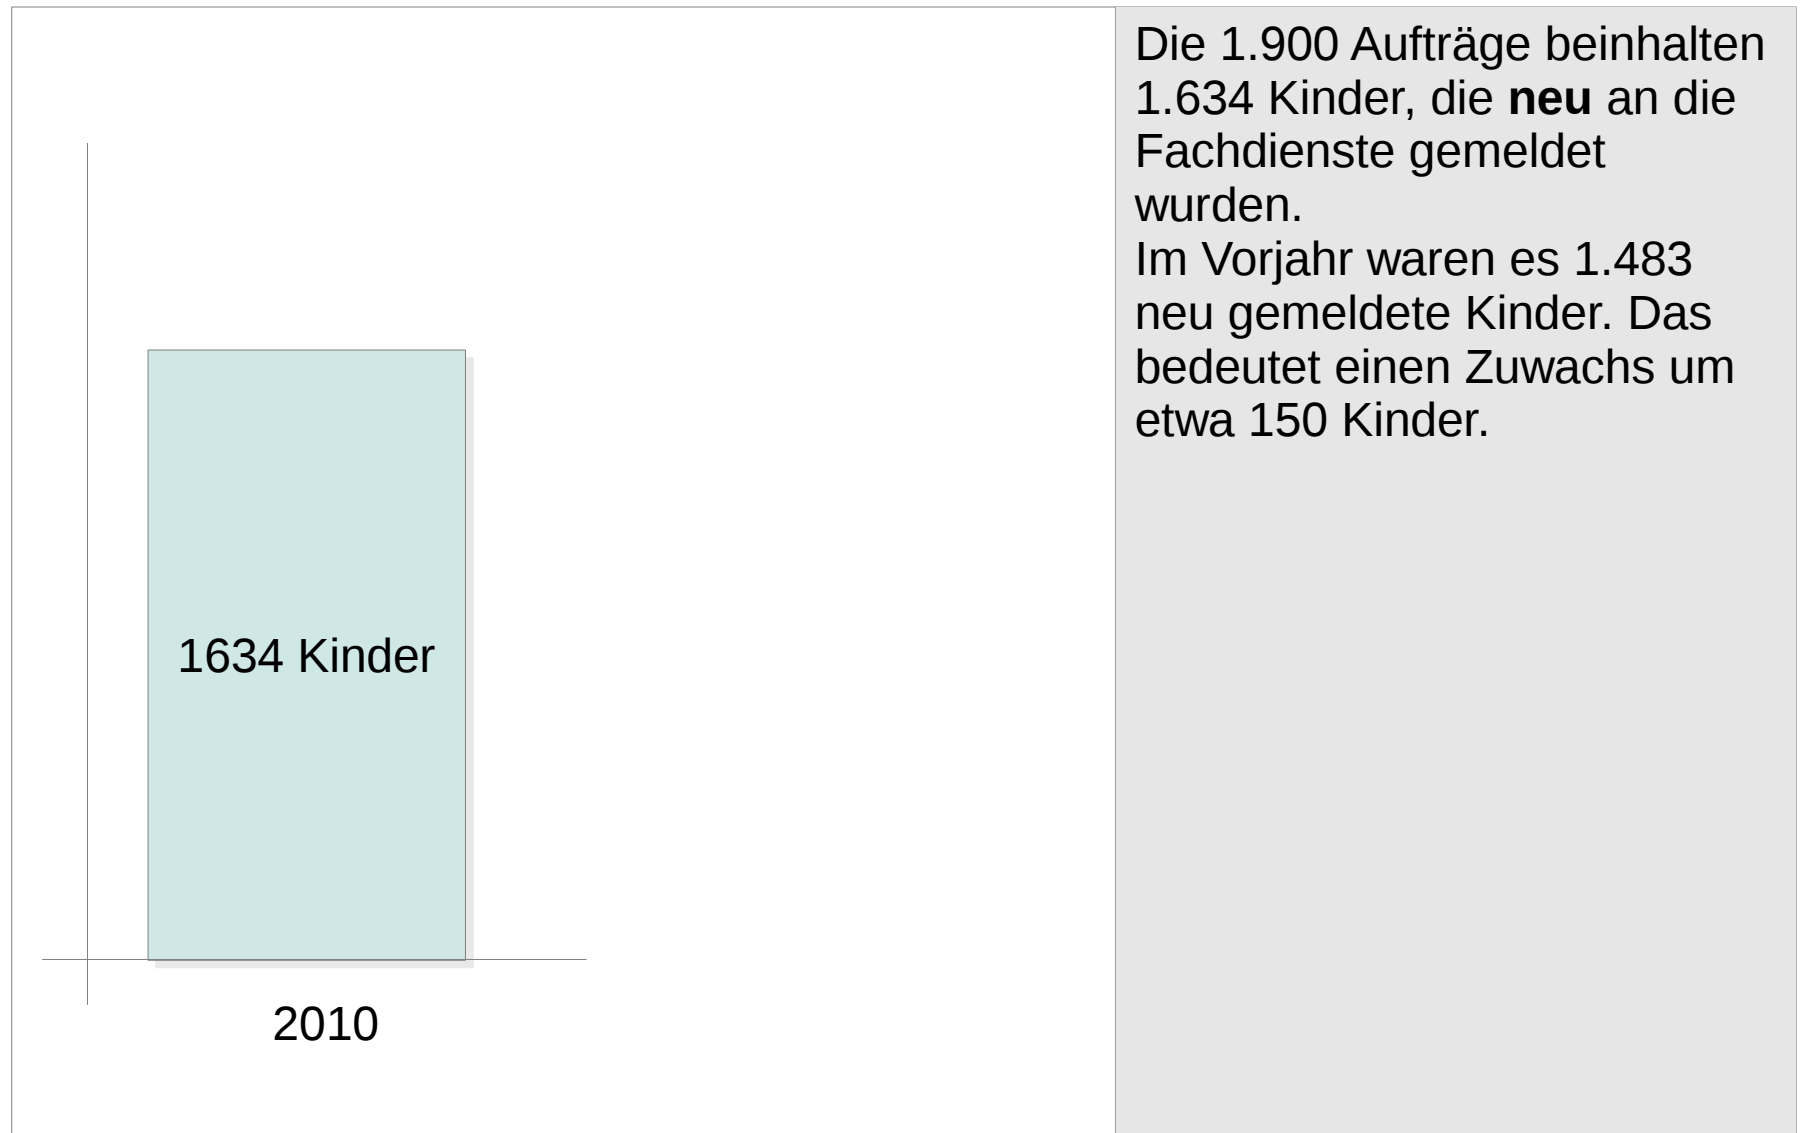 Die 1.900 Aufträge beinhalten
1.634 Kinder, die neu an die
Fachdienste gemeldet
wurden.
Im Vorjahr waren es 1.483
neu gemeldete Kinder. Das
bedeutet einen Zuwachs um
etwa 150 Kinder.
1634 Kinder
2010